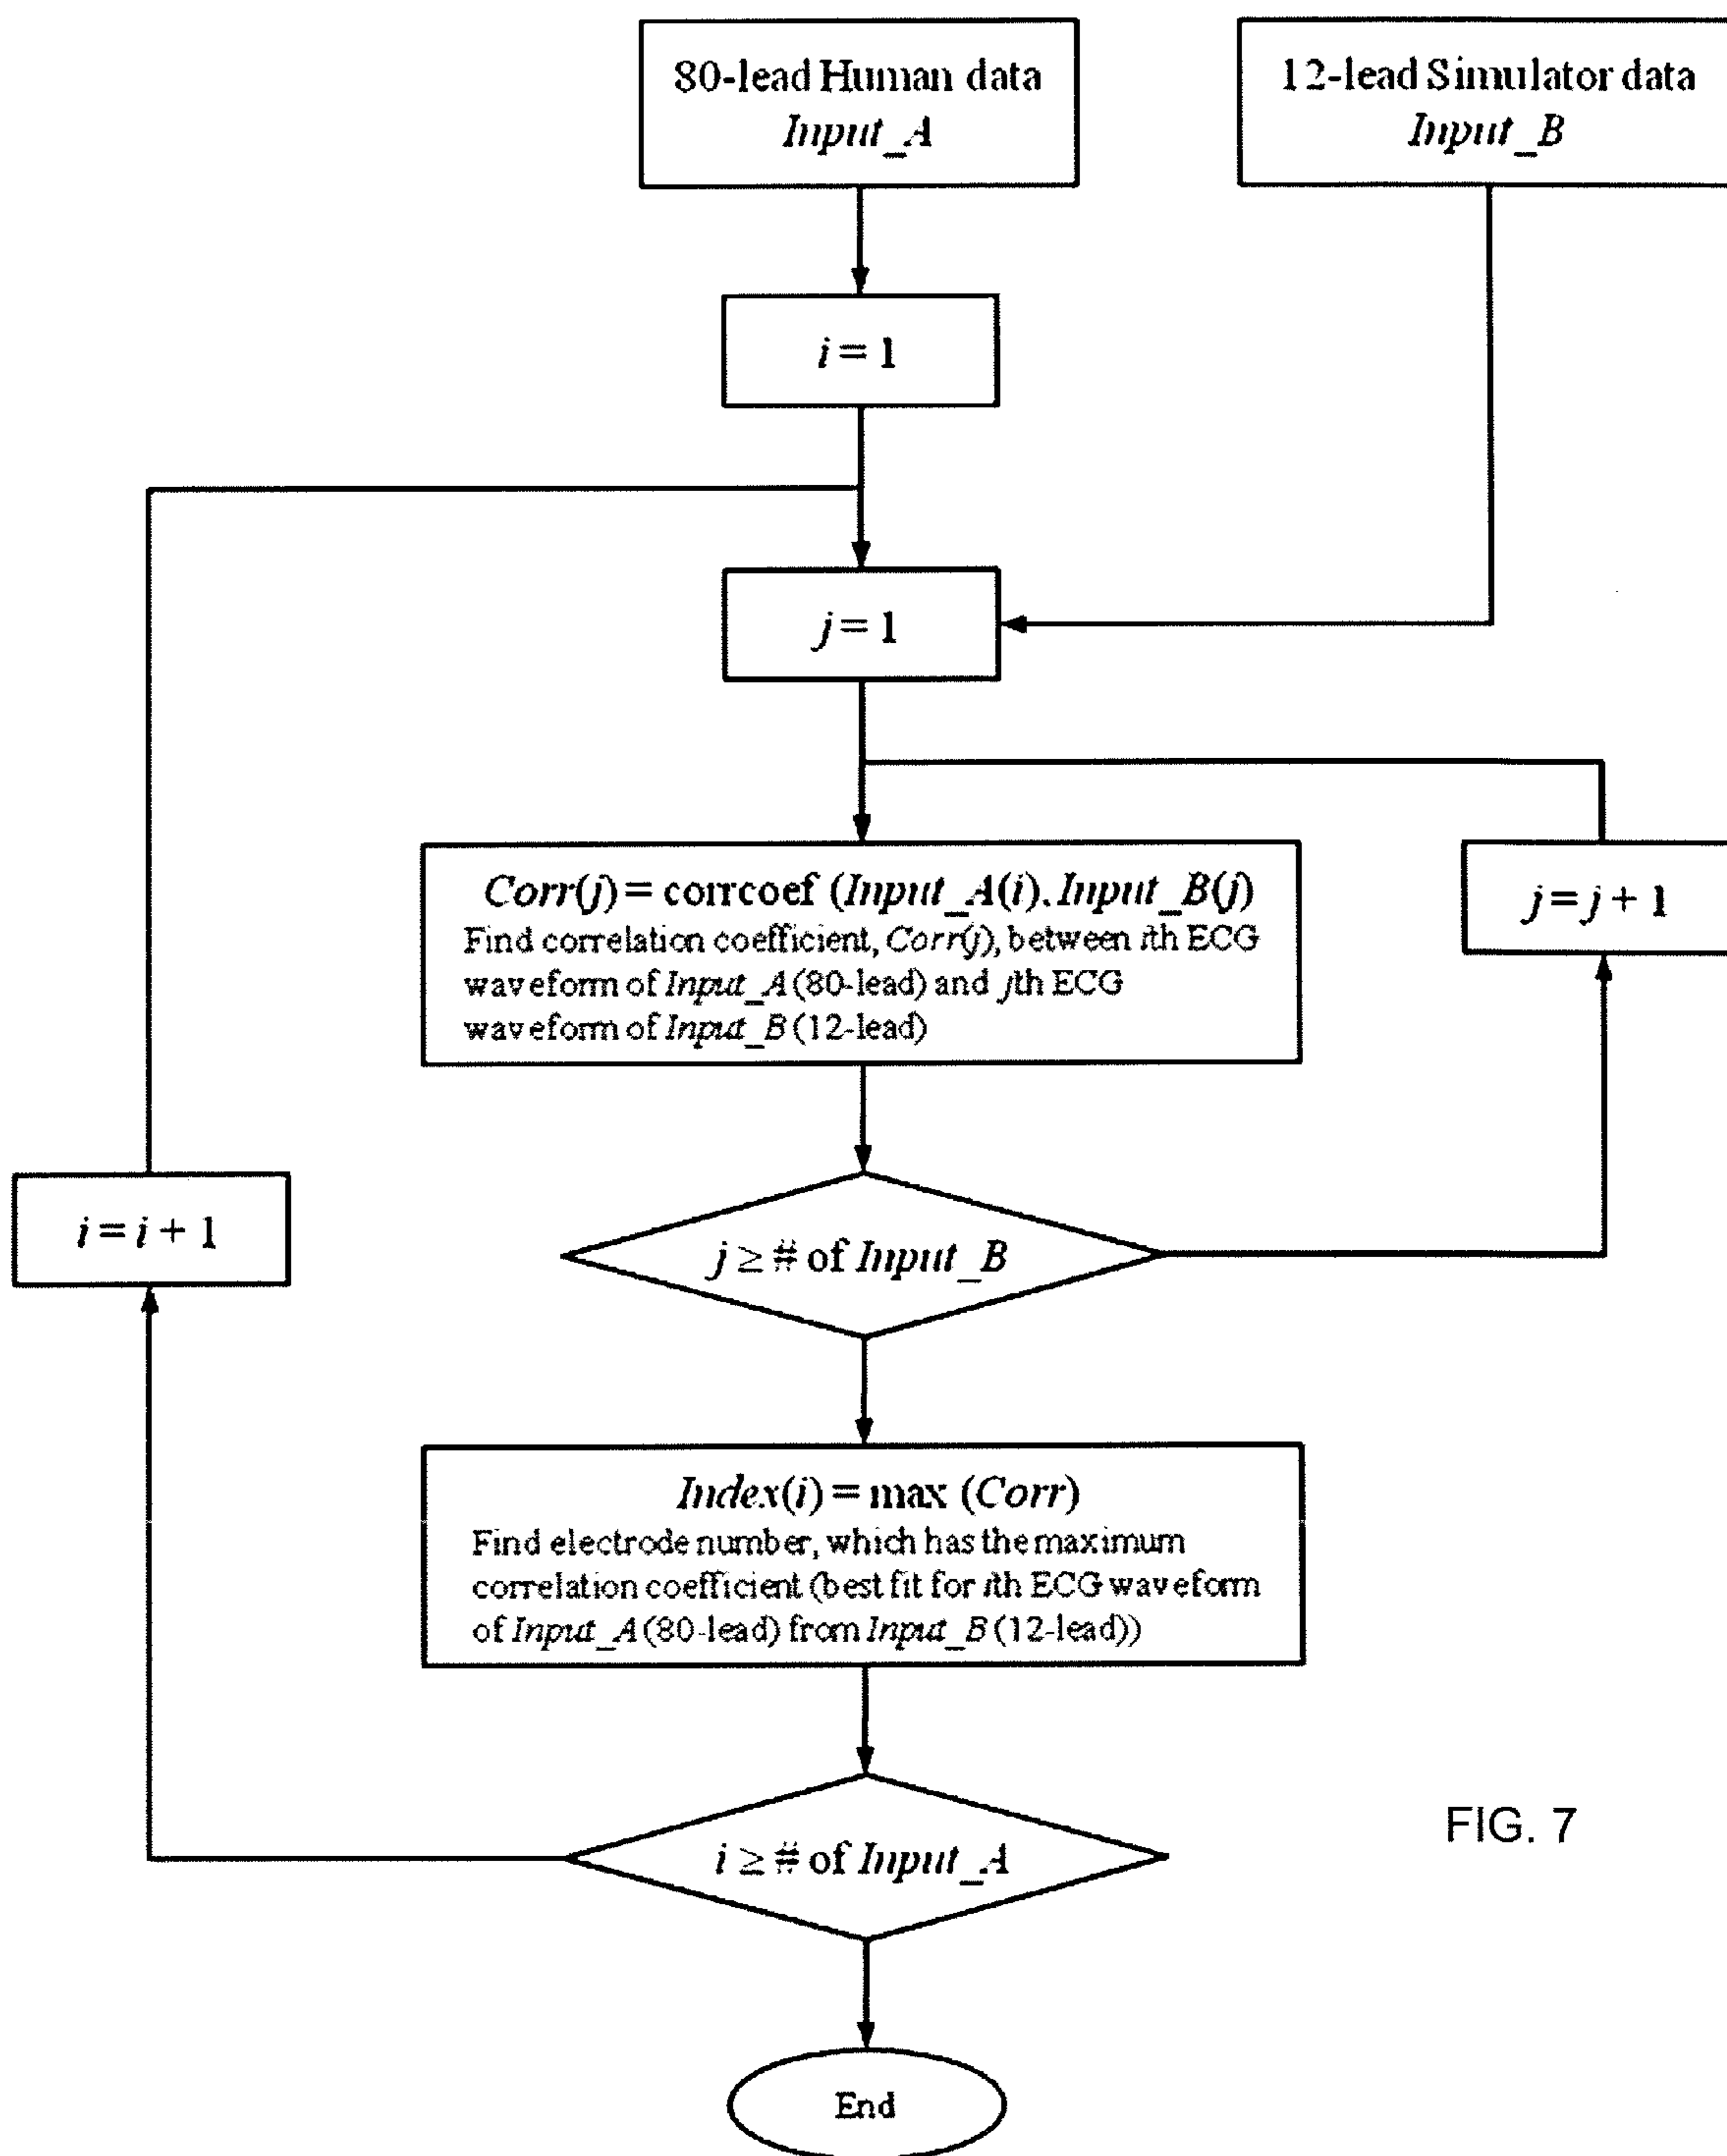 80-lead Human data
Input_A
12-lead Simulator data
Input_B
i = 1
j = 1
Corr(j) = corrcoef (Input_A(i), Input_B(j)
Find correlation coefficient, Corr(j), between ith ECG
waveform of Input_A (80-lead) and jth ECG
waveform of Input_B (12-lead)
j = j + 1
i = i + 1
j ≥ # of Input_B
Index(i) = max (Corr)
Find electrode number, which has the maximum
correlation coefficient (best fit for ith ECG waveform
of Input_A (80-lead) from Input_B (12-lead))
i ≥ # of Input_A
FIG. 7
End